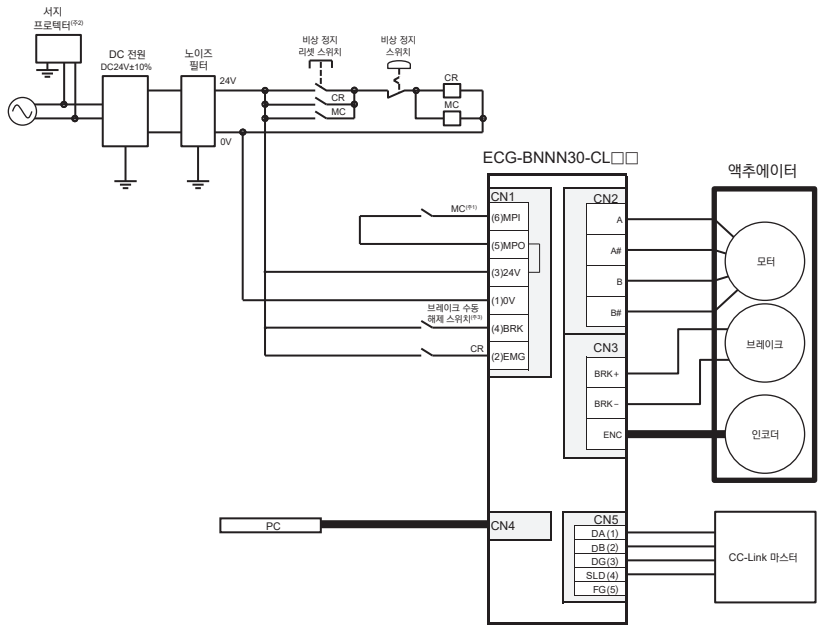 서지
프로텍터(주2)
DC 전원
DC24V±10%
노이즈
필터
24V
0V
비상 정지
리셋 스위치
비상 정지
스위치
CR
MC
CR
MC
ECG-BNNN30-CL□□
액추에이터
CN1
MC(주1)
(6)MPI
(5)MPO
(3)24V
(1)0V
브레이크 수동
해제 스위치(주3)
(4)BRK
CR
(2)EMG
CN2
A
A#
B
B#
모터
CN3
BRK+
BRK−
ENC
브레이크
인코더
PC
CN4
CN5
DA(1)
DB(2)
DG(3)
SLD(4)
FG(5)
CC-Link 마스터